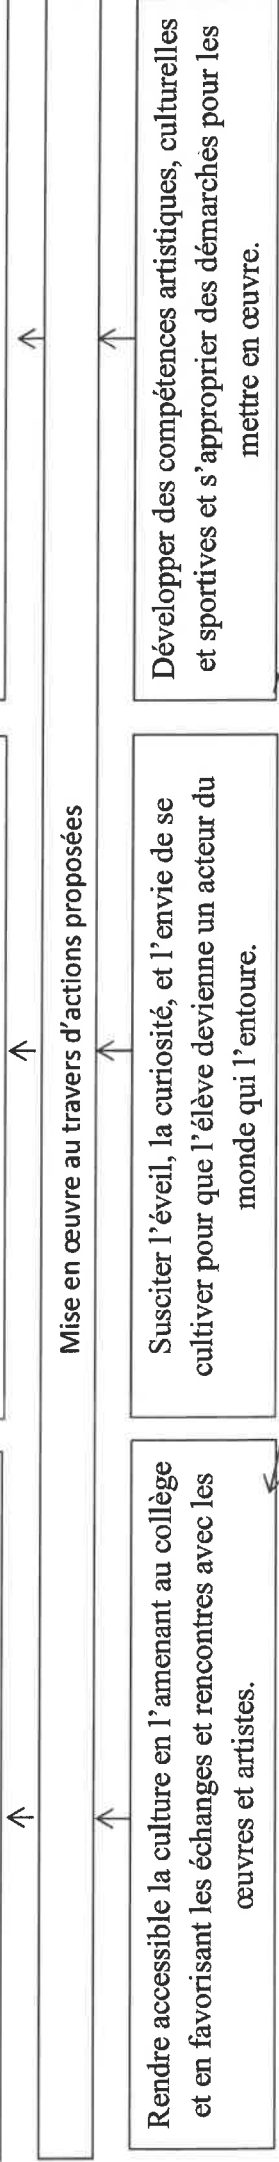 Mise en œuvre au travers d'actions proposées
Rendre accessible la culture en l'amenant au collège
et en favorisant les échanges et rencontres avec les
œuvres et artistes.
Susciter l'éveil, la curiosité, et l'envie de se
cultiver pour que l'élève devienne un acteur du
monde qui l'entoure.
Développer des compétences artistiques, culturelles
et sportives et s'approprier des démarches pour les
mettre en œuvre.